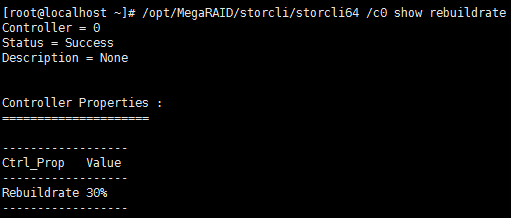 [root@localhost ~]# /opt/MegaRAID/storcli/storcli64 /c0 show rebuildrate
Controller = 0
Status = Success
Description = None
Controller Properties :
=====================
------------------
Ctrl_Prop   Value
------------------
Rebuildrate 30%
------------------